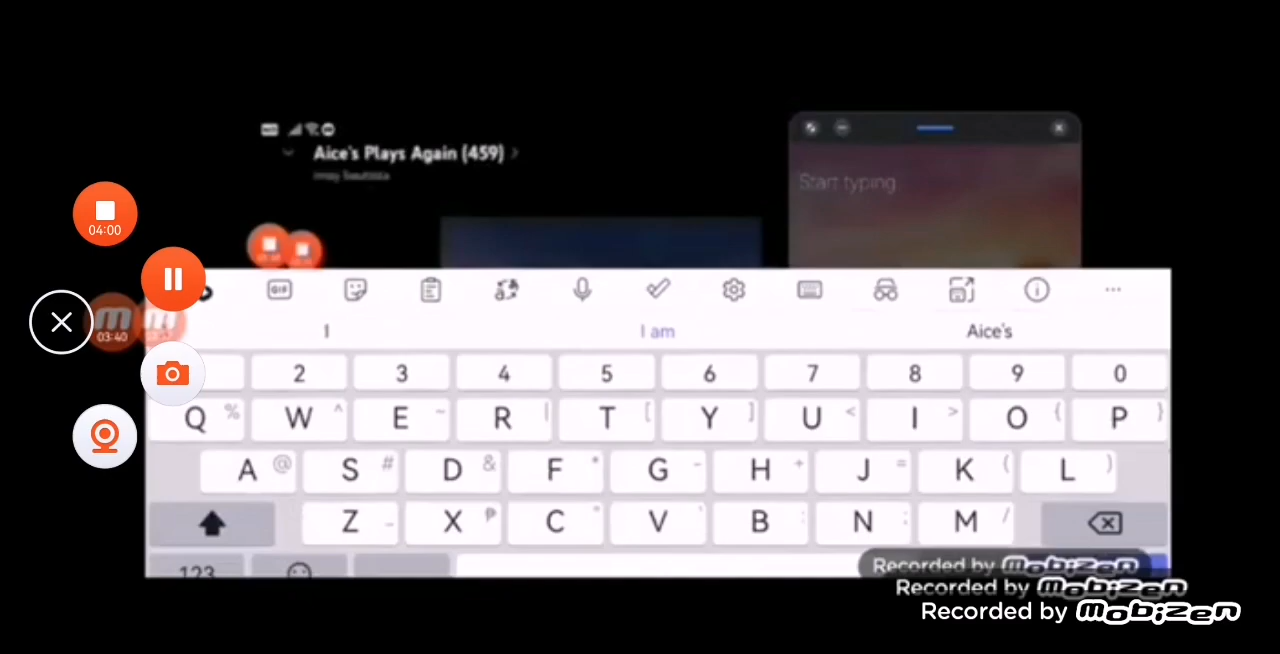 Aice's Plays Again (459)
Start typing
04:00
03:40
GIF
I
I am
Aice's
2 3 4 5 6 7 8 9 0
Q % W ^ E ~ R | T [ Y ] U < I > O { P }
A @ S # D & F * G - H + J = K ( L )
Z _ X ₱ C " V ' B : N ; M /
123
Recorded by mobizen
Recorded by mobizen
Recorded by mobizen